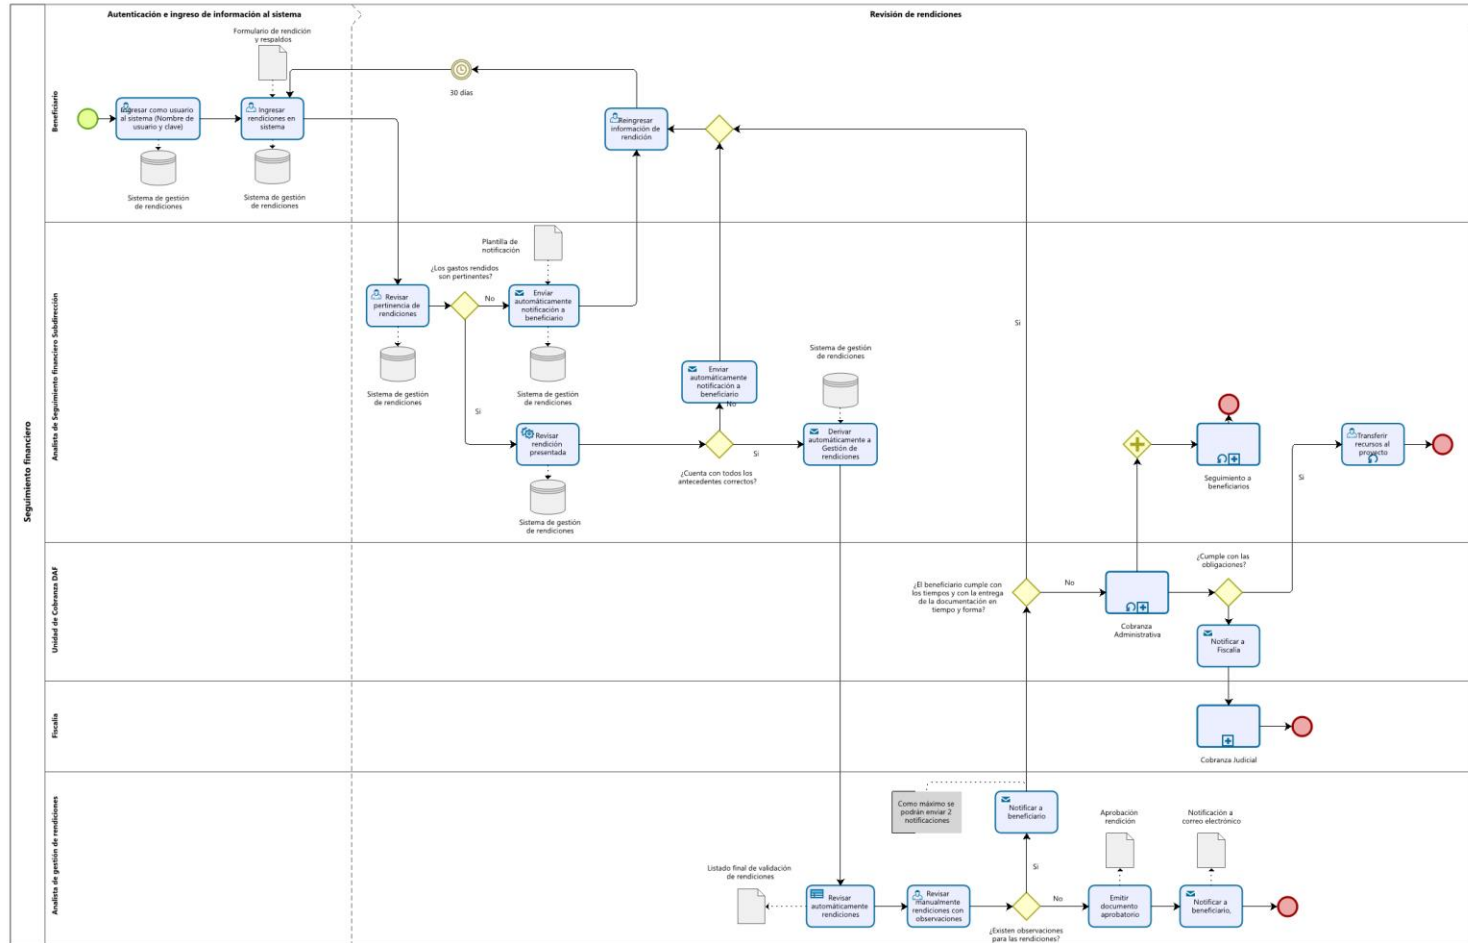 Autenticación e ingreso de información al sistema
Revisión de rendiciones
Seguimiento financiero
Beneficiario
Formulario de rendición
y respaldos
Ingresar como usuario
al sistema (Nombre de
usuario y clave)
Ingresar
rendiciones en
sistema
Sistema de gestión
de rendiciones
Sistema de gestión
de rendiciones
30 días
Reingresar
información de
rendición
Analista de Seguimiento financiero Subdirección
Plantilla de
notificación
¿Los gastos rendidos
son pertinentes?
Revisar
pertinencia de
rendiciones
No
Envíar
automáticamente
notificación a
beneficiario
Sistema de gestión
de rendiciones
Sistema de gestión
de rendiciones
Si
Revisar
rendición
presentada
Sistema de gestión
de rendiciones
Enviar
automáticamente
notificación a
beneficiario
No
¿Cuenta con todos los
antecedentes correctos?
Si
Sistema de gestión
de rendiciones
Derivar
automáticamente a
Gestión de
rendiciones
Si
Seguimiento a
beneficiarios
Transferir
recursos al
proyecto
Si
Unidad de Cobranza DAF
¿El beneficiario cumple con
los tiempos y con la entrega
de la documentación en
tiempo y forma?
No
Cobranza
Administrativa
¿Cumple con las
obligaciones?
Notificar a
Fiscalía
Fiscalía
Cobranza Judicial
Analista de gestión de rendiciones
Como máximo se
podrán enviar 2
notificaciones
Notificar a
beneficiario
Si
Listado final de validación
de rendiciones
Revisar
automáticamente
rendiciones
Revisar
manualmente
rendiciones con
observaciones
¿Existen observaciones
para las rendiciones?
No
Aprobación
rendición
Emitir
documento
aprobatorio
Notificación a
correo electrónico
Notificar a
beneficiario,